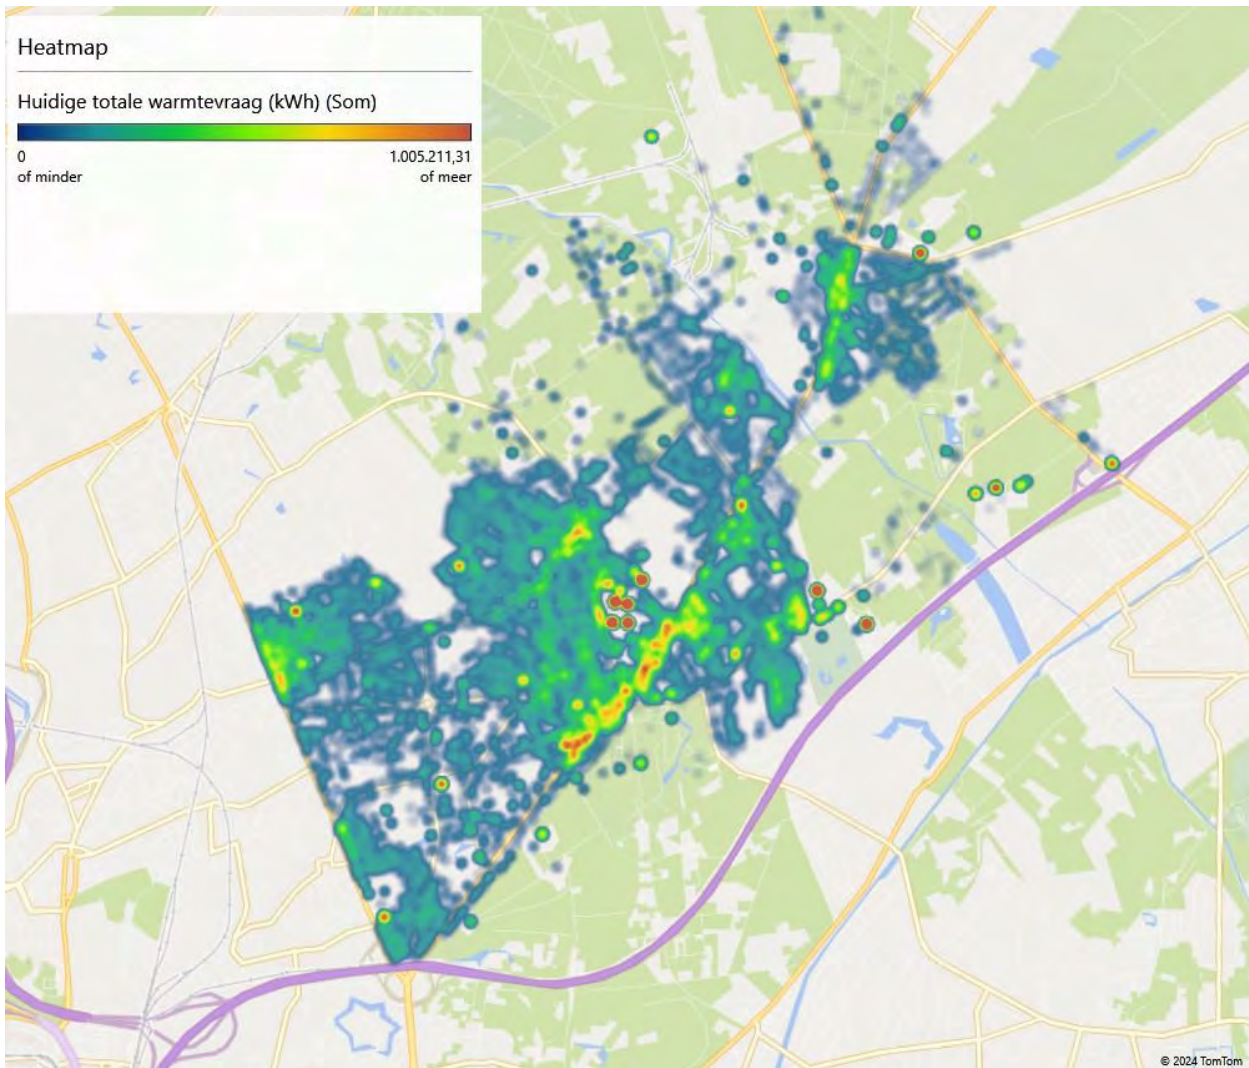 Heatmap
Huidige totale warmtevraag (kWh) (Som)
0
1.005.211,31
of minder
of meer
© 2024 TomTom